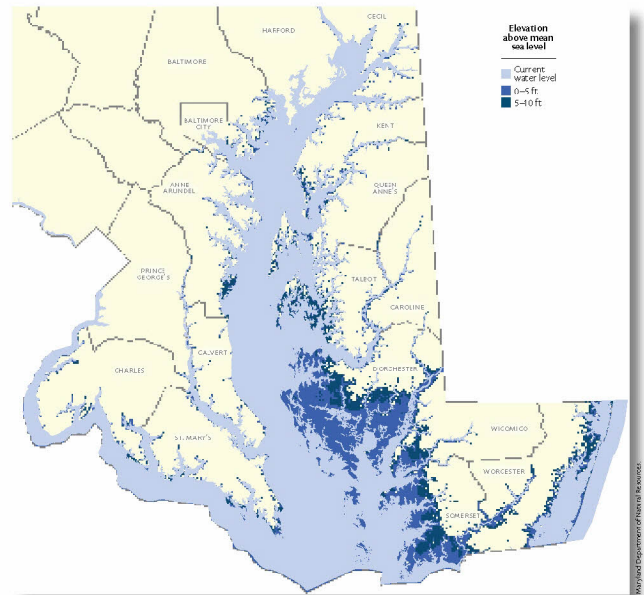 CECIL
HARFORD
BALTIMORE
BALTIMORE
CITY
KENT
ANNE
ARUNDEL
QUEEN
ANNE'S
PRINCE
GEORGE'S
TALBOT
CAROLINE
CALVERT
CHARLES
DORCHESTER
ST. MARY'S
WICOMICO
WORCESTER
SOMERSET
Elevation
above mean
sea level
Current
water level
0–5 ft
5–10 ft
Maryland Department of Natural Resources